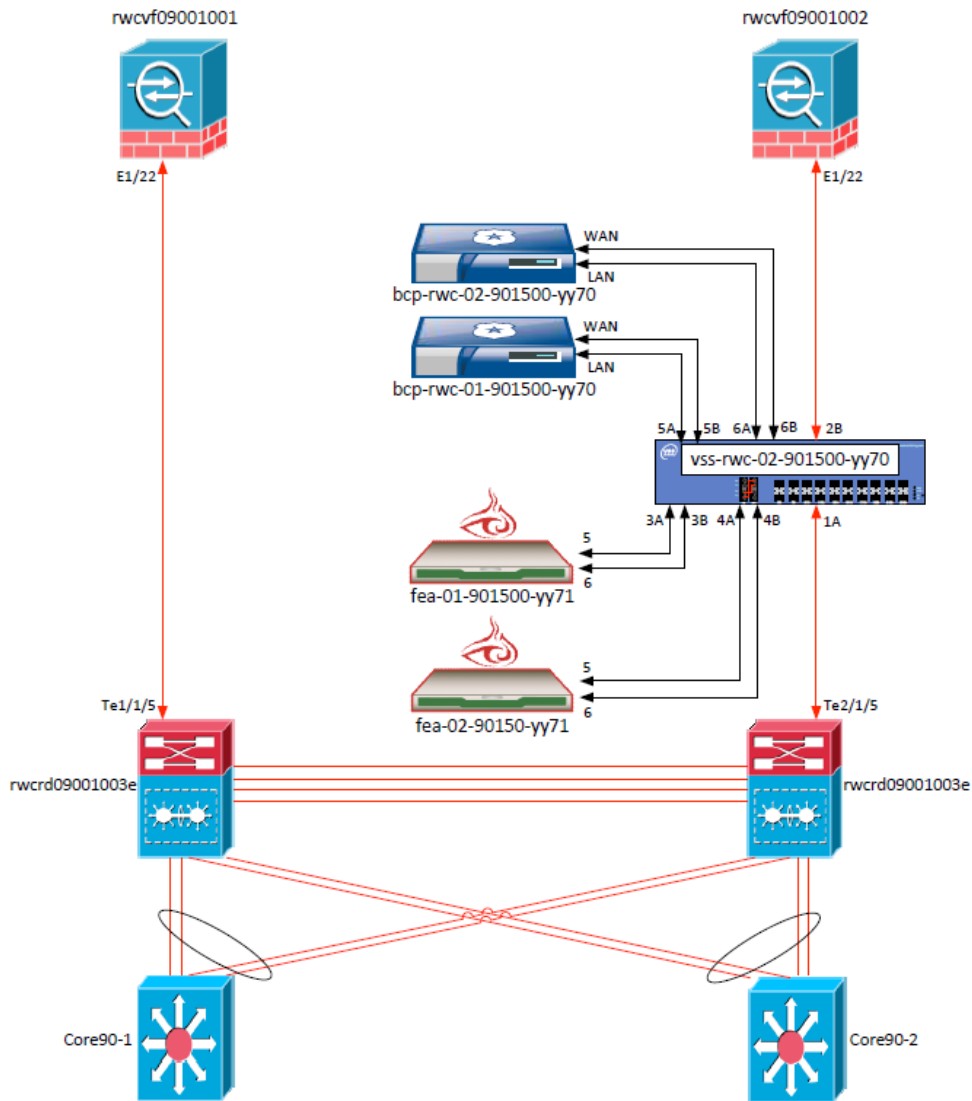 rwcvf09001001
rwcvf09001002
E1/22
E1/22
WAN
LAN
bcp-rwc-02-901500-yy70
WAN
LAN
bcp-rwc-01-901500-yy70
5A
5B
6A
6B
2B
vss-rwc-02-901500-yy70
3A
3B
4A
4B
1A
5
6
fea-01-901500-yy71
5
6
fea-02-90150-yy71
Te1/1/5
Te2/1/5
rwcrd09001003e
rwcrd09001003e
Core90-1
Core90-2